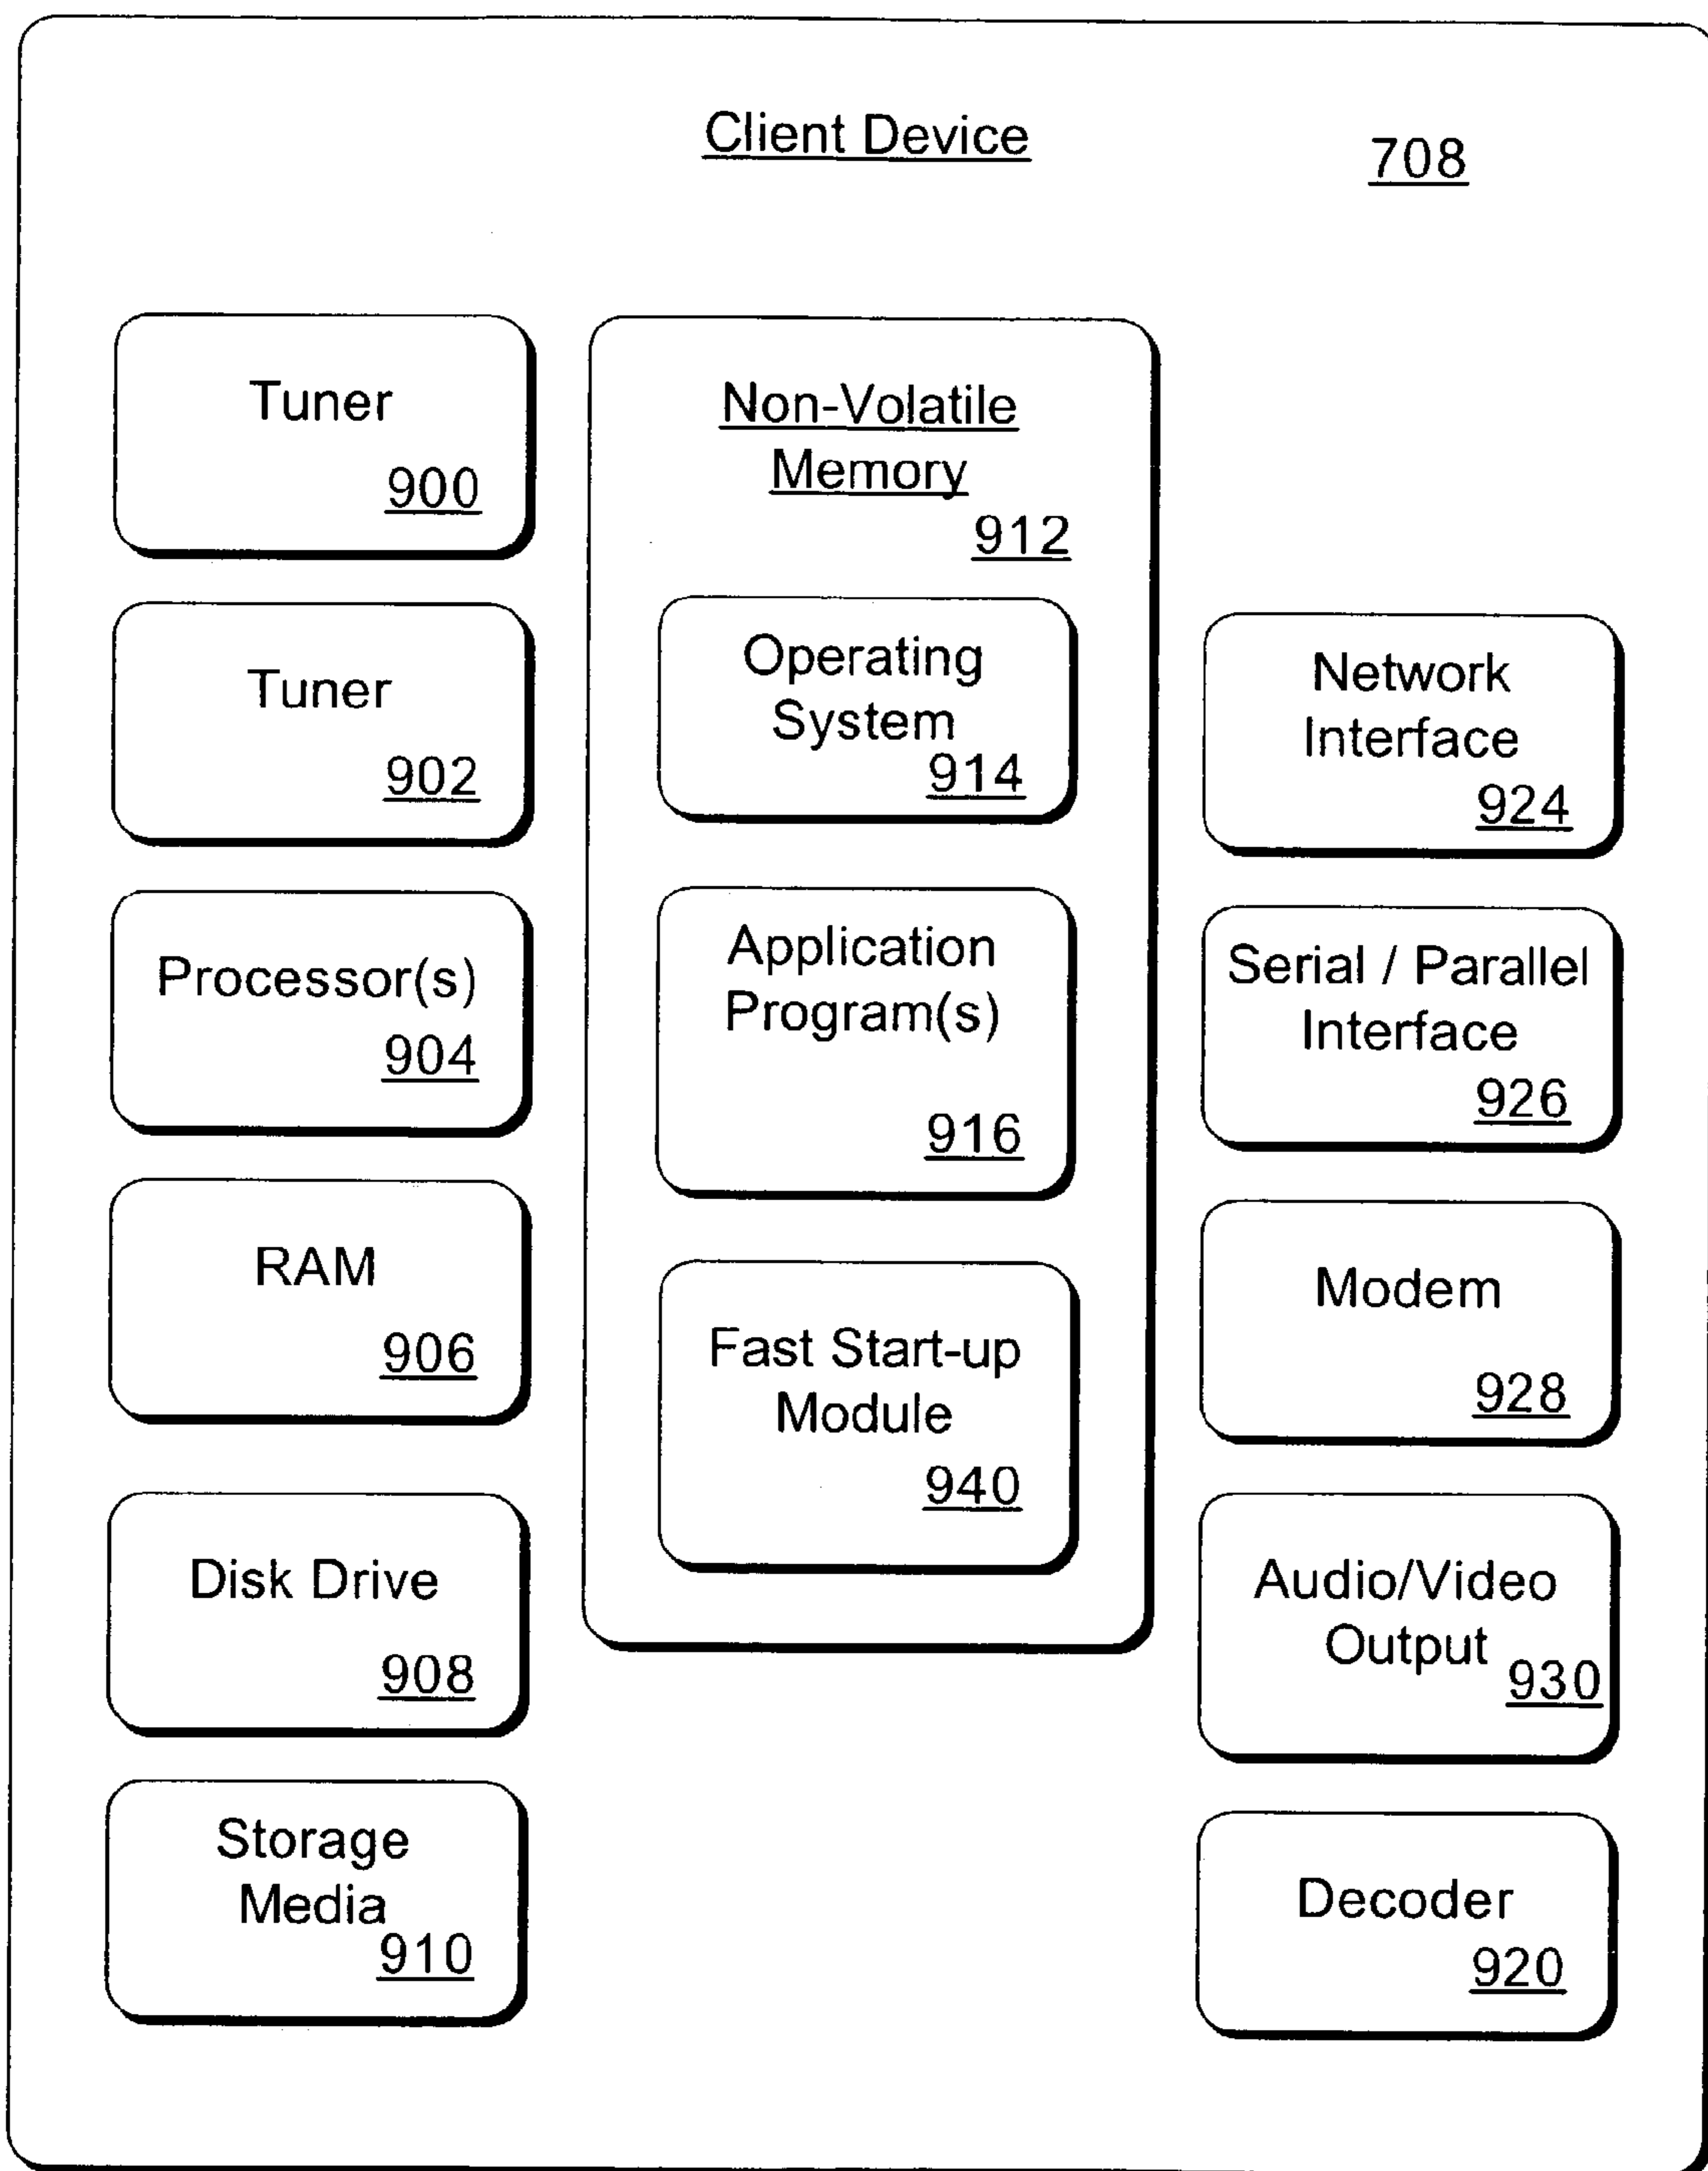 Client Device
708
Tuner
900
Tuner
902
Processor(s)
904
RAM
906
Disk Drive
908
Storage
Media
910
Non-Volatile
Memory
912
Operating
System
914
Application
Program(s)
916
Fast Start-up
Module
940
Network
Interface
924
Serial / Parallel
Interface
926
Modem
928
Audio/Video
Output
930
Decoder
920